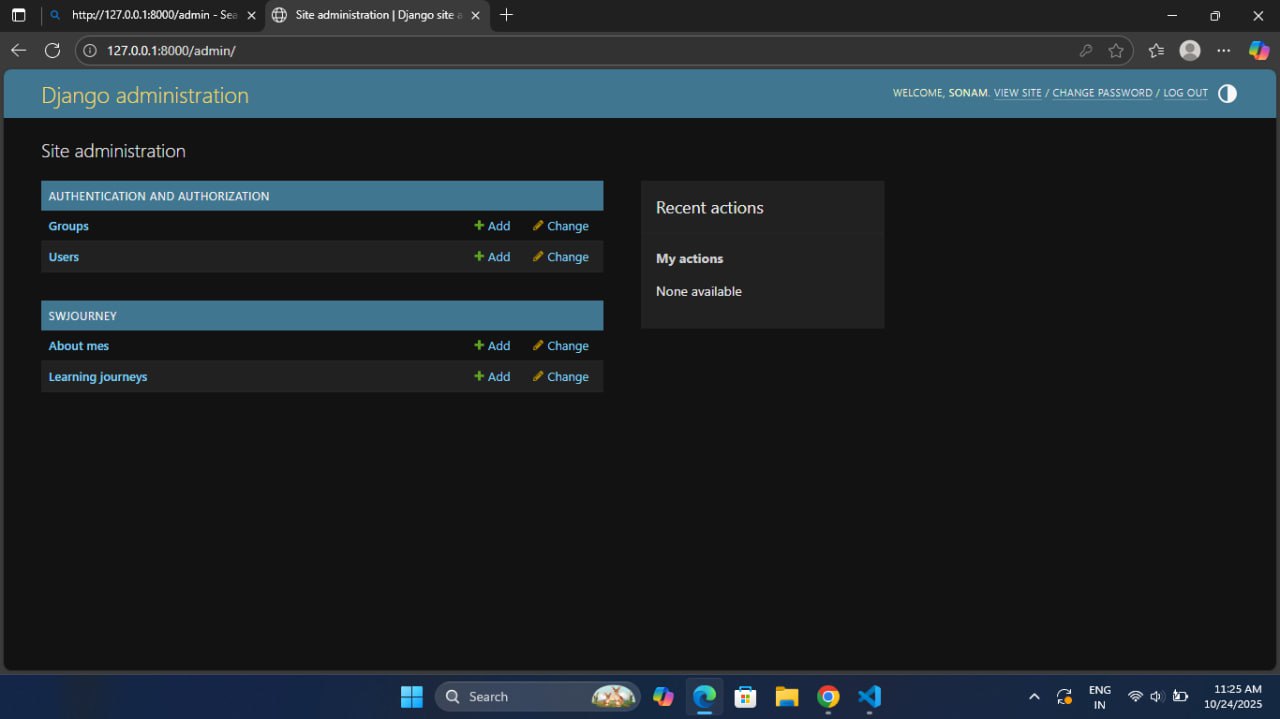 http://127.0.0.1:8000/admin - Sea
Site administration | Django site a
127.0.0.1:8000/admin/
Django administration
WELCOME, SONAM. VIEW SITE / CHANGE PASSWORD / LOG OUT
Site administration
AUTHENTICATION AND AUTHORIZATION
Groups + Add Change
Users + Add Change
SWJOURNEY
About mes + Add Change
Learning journeys + Add Change
Recent actions
My actions
None available
Search
ENG
IN
11:25 AM
10/24/2025